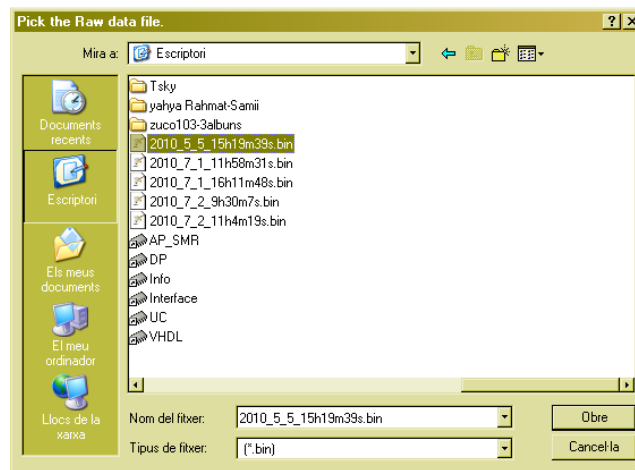 Pick the Raw data file.
Mira a:
Escriptori
Documents
recents
Escriptori
Els meus
documents
El meu
ordinador
Llocs de la
xarxa
Tsky
yahya Rahmat-Samii
zuco103-3albuns
2010_5_5_15h19m39s.bin
2010_7_1_11h58m31s.bin
2010_7_1_16h11m48s.bin
2010_7_2_9h30m7s.bin
2010_7_2_11h4m19s.bin
AP_SMR
DP
Info
Interface
UC
VHDL
Nom del fitxer:
2010_5_5_15h19m39s.bin
Obre
Tipus de fitxer:
(*.bin)
Cancel·la